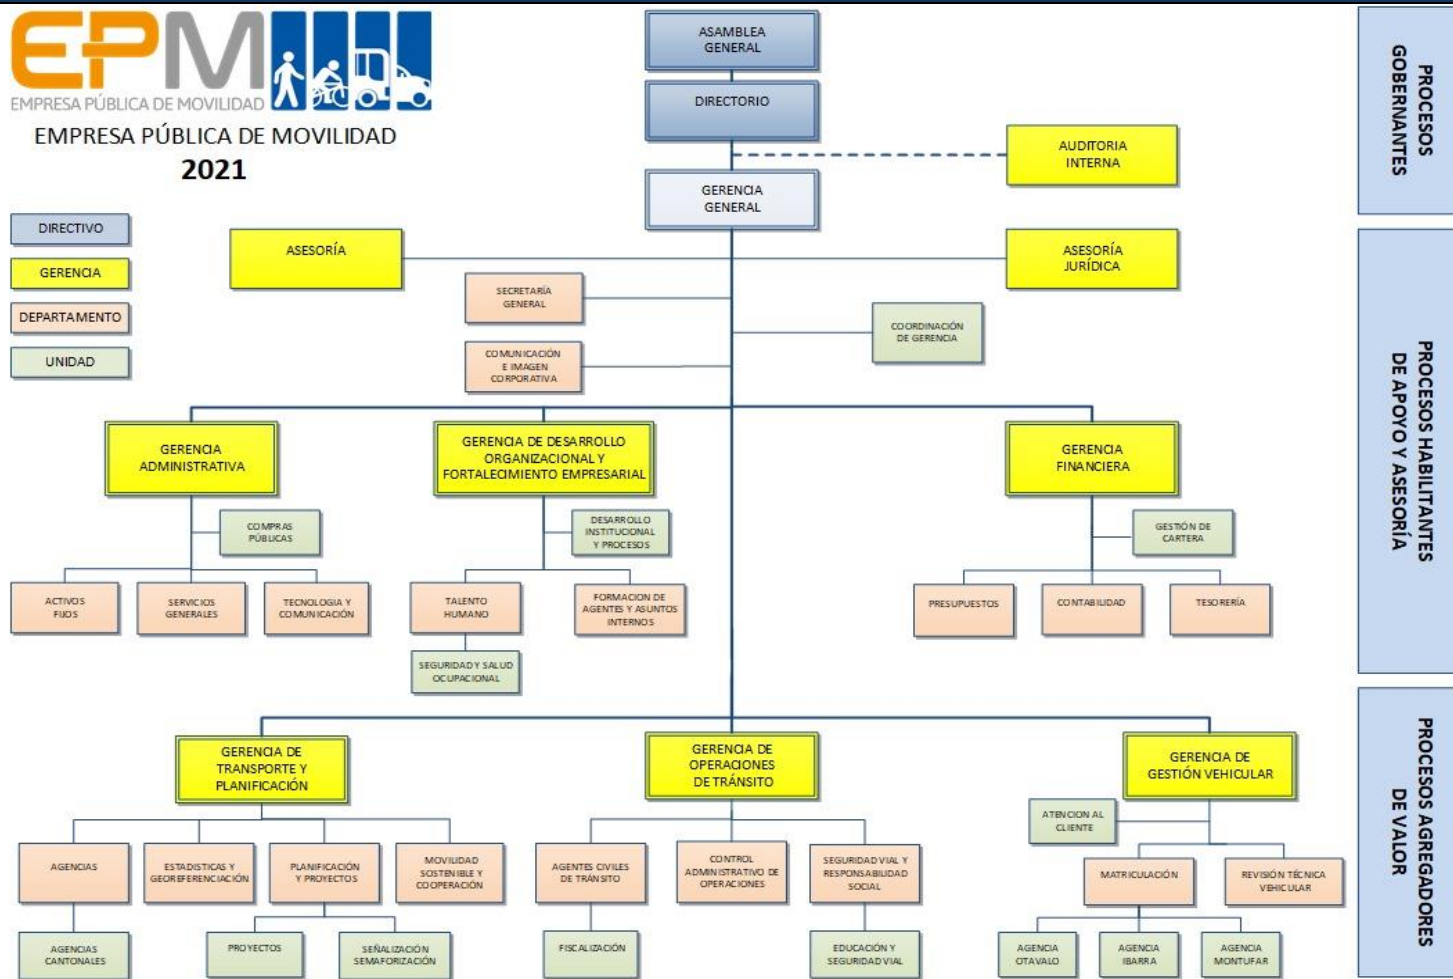 EPM
EMPRESA PÚBLICA DE MOVILIDAD
EMPRESA PÚBLICA DE MOVILIDAD
2021
DIRECTIVO
GERENCIA
DEPARTAMENTO
UNIDAD
ASAMBLEA
GENERAL
DIRECTORIO
AUDITORIA
INTERNA
GERENCIA
GENERAL
PROCESOS
GOBERNANTES
ASESORÍA
ASESORÍA
JURÍDICA
SECRETARÍA
GENERAL
COORDINACIÓN
DE GERENCIA
COMUNICACIÓN
E IMAGEN
CORPORATIVA
GERENCIA
ADMINISTRATIVA
GERENCIA DE DESARROLLO
ORGANIZACIONAL Y
FORTALECIMIENTO EMPRESARIAL
GERENCIA
FINANCIERA
COMPRAS
PÚBLICAS
DESARROLLO
INSTITUCIONAL
Y PROCESOS
GESTIÓN DE
CARTERA
ACTIVOS
FIJOS
SERVICIOS
GENERALES
TECNOLOGIA Y
COMUNICACIÓN
TALENTO
HUMANO
FORMACION DE
AGENTES Y ASUNTOS
INTERNOS
PRESUPUESTOS
CONTABILIDAD
TESORERÍA
SEGURIDAD Y SALUD
OCUPACIONAL
PROCESOS HABILITANTES
DE APOYO Y ASESORÍA
GERENCIA DE
TRANSPORTE Y
PLANIFICACIÓN
GERENCIA DE
OPERACIONES
DE TRÁNSITO
GERENCIA DE
GESTIÓN VEHICULAR
ATENCION AL
CLIENTE
AGENCIAS
ESTADISTICAS Y
GEOREFERENCIACIÓN
PLANIFICACIÓN
Y PROYECTOS
MOVILIDAD
SOSTENIBLE Y
COOPERACIÓN
AGENTES CIVILES
DE TRÁNSITO
CONTROL
ADMINISTRATIVO DE
OPERACIONES
SEGURIDAD VIAL Y
RESPONSABILIDAD
SOCIAL
MATRICULACIÓN
REVISIÓN TÉCNICA
VEHICULAR
AGENCIAS
CANTONALES
PROYECTOS
SEÑALIZACIÓN
SEMAFORIZACIÓN
FISCALIZACIÓN
EDUCACIÓN Y
SEGURIDAD VIAL
AGENCIA
OTAVALO
AGENCIA
IBARRA
AGENCIA
MONTUFAR
PROCESOS AGREGADORES
DE VALOR